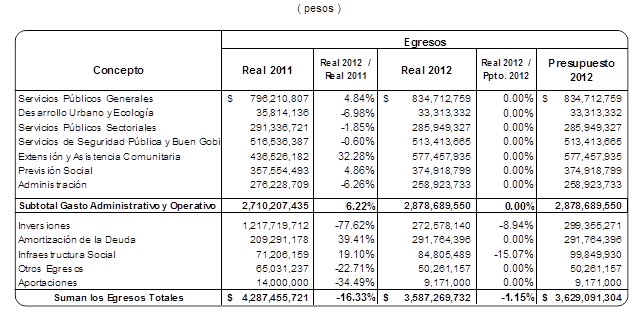 ( pesos )
Egresos
Concepto Real 2011 Real 2012 / Real 2011 Real 2012 Real 2012 / Ppto. 2012 Presupuesto 2012
Servicios Públicos Generales $ 796,210,807 4.84% $ 834,712,759 0.00% $ 834,712,759
Desarrollo Urbano y Ecología 35,814,136 -6.98% 33,313,332 0.00% 33,313,332
Servicios Públicos Sectoriales 291,336,721 -1.85% 285,949,327 0.00% 285,949,327
Servicios de Seguridad Pública y Buen Gobi 516,536,387 -0.60% 513,413,665 0.00% 513,413,665
Extensión y Asistencia Comunitaria 436,526,182 32.28% 577,457,935 0.00% 577,457,935
Previsión Social 357,554,493 4.86% 374,918,799 0.00% 374,918,799
Administración 276,228,709 -6.26% 258,923,733 0.00% 258,923,733
Subtotal Gasto Administrativo y Operativo 2,710,207,435 6.22% 2,878,689,550 0.00% 2,878,689,550
Inversiones 1,217,719,712 -77.62% 272,578,140 -8.94% 299,355,271
Amortización de la Deuda 209,291,178 39.41% 291,764,396 0.00% 291,764,396
Infraestructura Social 71,206,159 19.10% 84,805,489 -15.07% 99,849,930
Otros Egresos 65,031,237 -22.71% 50,261,157 0.00% 50,261,157
Aportaciones 14,000,000 -34.49% 9,171,000 0.00% 9,171,000
Suman los Egresos Totales $ 4,287,455,721 -16.33% $ 3,587,269,732 -1.15% $ 3,629,091,304